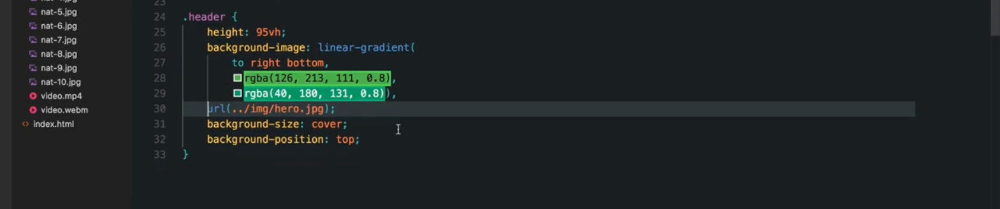 nat-5.jpg
nat-6.jpg
nat-7.jpg
nat-8.jpg
nat-9.jpg
nat-10.jpg
video.mp4
video.webm
<> index.html
23
24 .header {
25 height: 95vh;
26 background-image: linear-gradient(
27 to right bottom,
28 rgba(126, 213, 111, 0.8),
29 rgba(40, 180, 131, 0.8)),
30 url(../img/hero.jpg);
31 background-size: cover;
32 background-position: top;
33 }